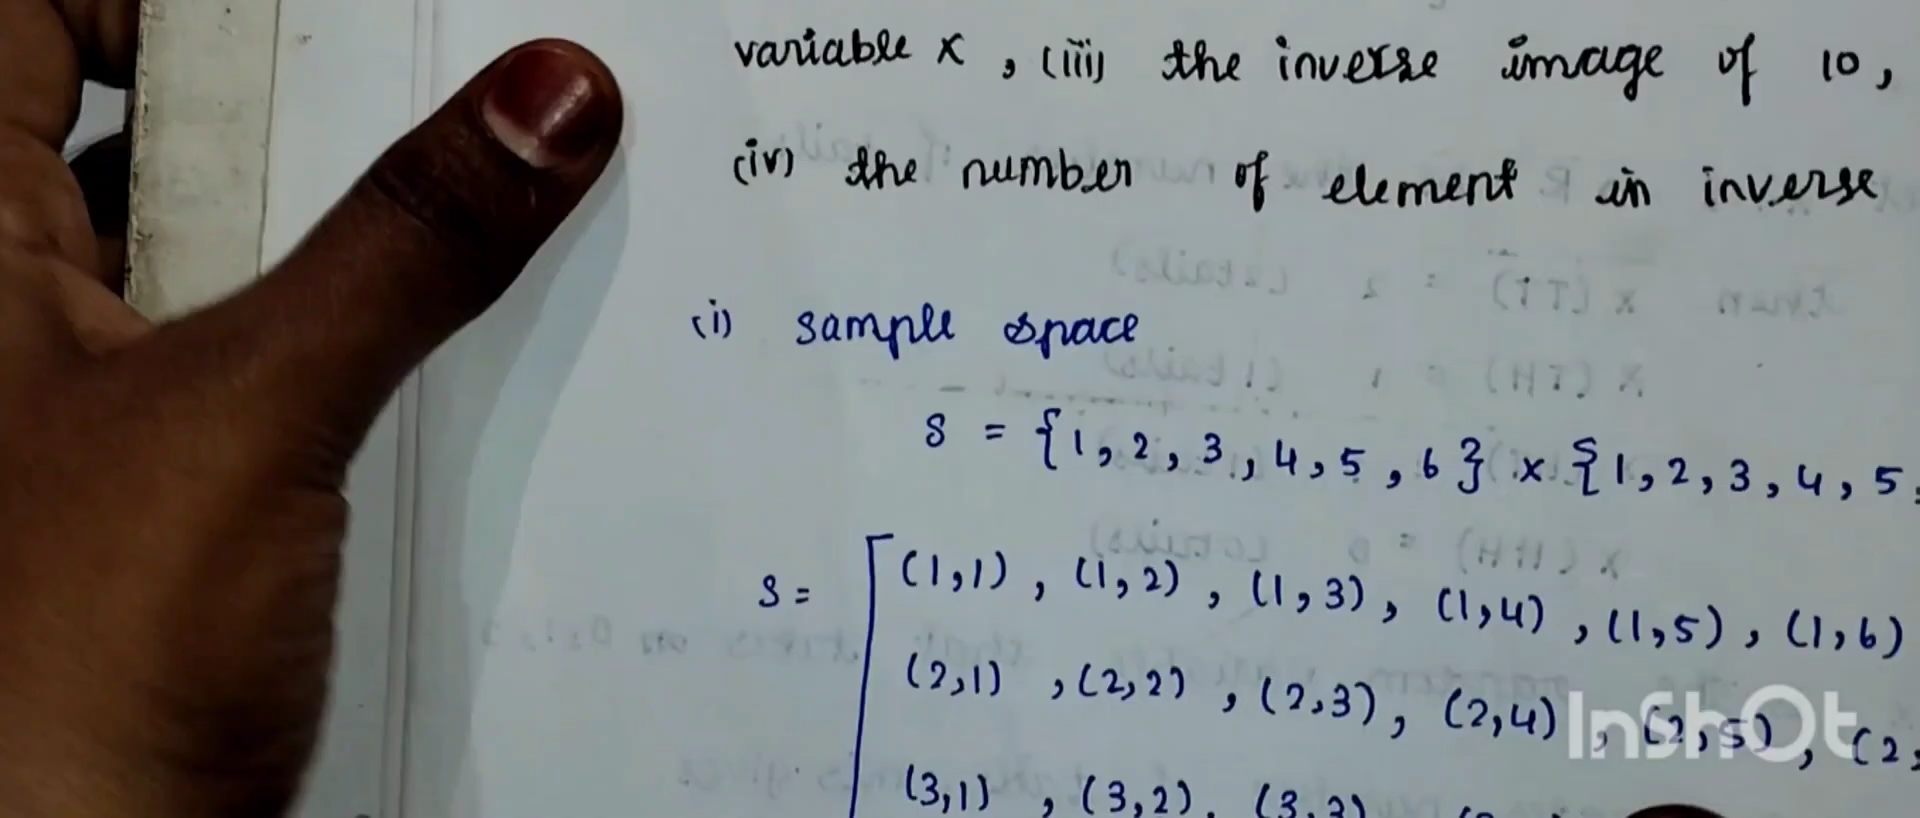 variable X , (iii) the inverse image of 10,
(iv) the number of element in inverse
(i) sample space
S = {1, 2, 3, 4, 5, 6} x {1, 2, 3, 4, 5,
S = [(1,1) , (1,2) , (1,3) , (1,4) , (1,5) , (1,6)
(2,1) , (2,2) , (2,3) , (2,4) , (2,5) , (2,
(3,1) , (3,2), (3,3)
InShOt